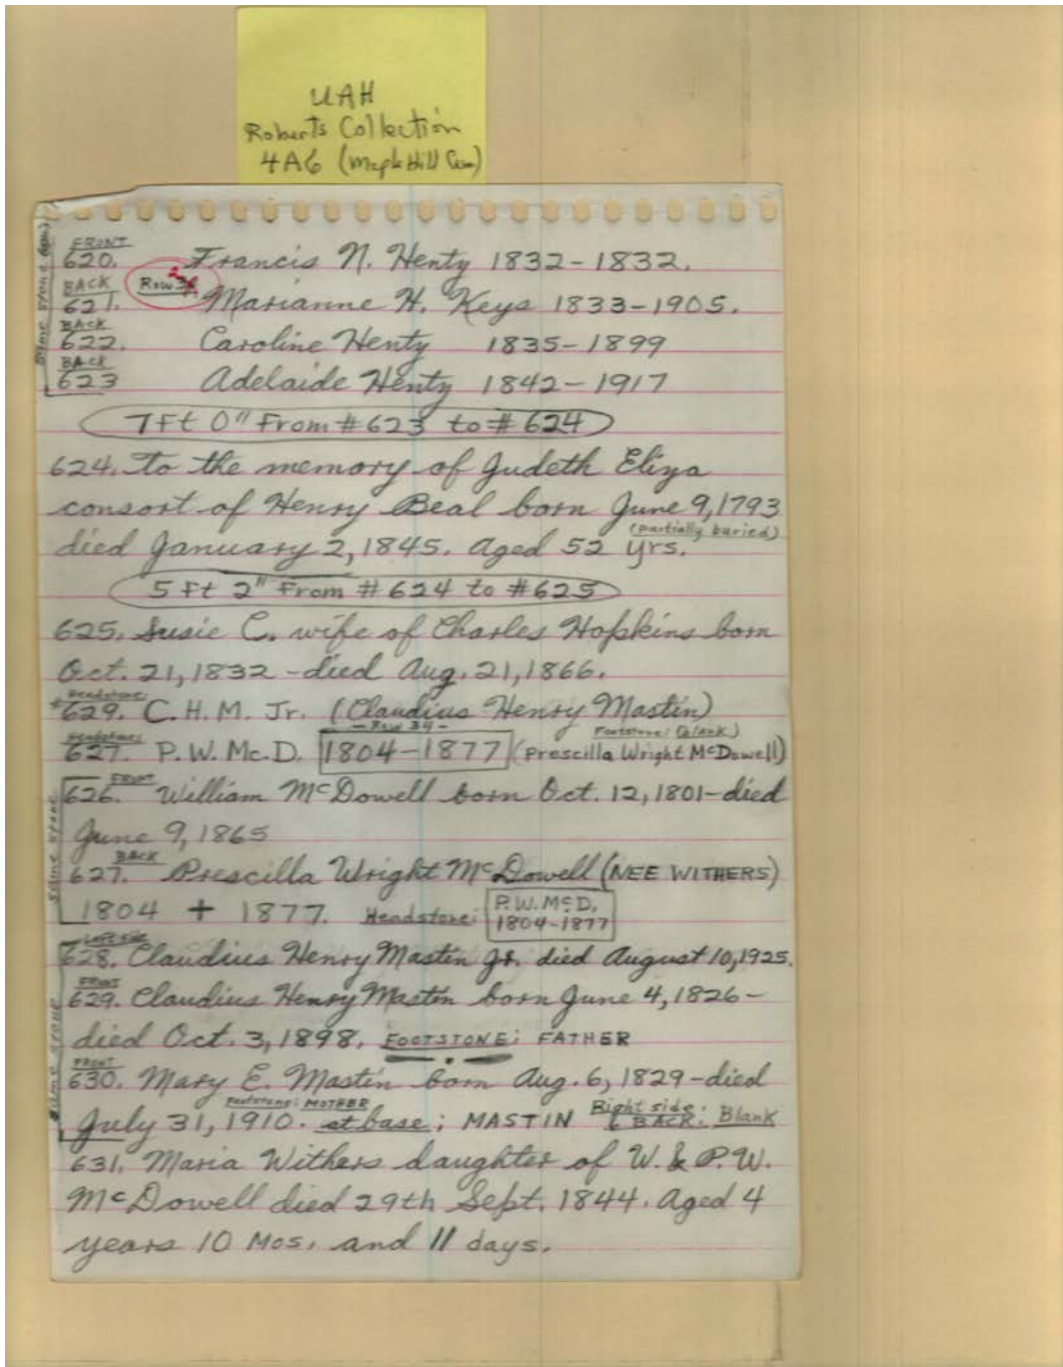 UAH
Roberts Collection
4A6 (Maple Hill Cem)
Same Stone
FRONT
620. Francis N. Henty 1832-1832.
BACK
Row
621. Marianne H. Keys 1833-1905.
BACK
622. Caroline Henty 1835-1899
BACK
623 Adelaide Henty 1842-1917
7Ft 0" From #623 to #624
624. To the memory of Judeth Eliza
consort of Henry Beal born June 9, 1793
(partially buried)
died January 2, 1845. Aged 52 yrs.
5 Ft 2" From #624 to #625
625. Susie C. wife of Charles Hopkins born
Oct. 21, 1832 - died Aug. 21, 1866.
Headstone:
*629. C. H. M. Jr. (Claudius Henry Mastin)
- Row 34 -
Footstone: (Blank)
Headstone:
627. P. W. Mc. D. 1804-1877 (Prescilla Wright McDowell)
Same Stone
FRONT
626. William McDowell born Oct. 12, 1801 - died
June 9, 1865
BACK
627. Prescilla Wright McDowell (NEE WITHERS)
1804 + 1877. Headstone: P. W. McD.
1804-1877
Same Stone
Left side
628. Claudius Henry Mastin Jr. died August 10, 1925.
FRONT
629. Claudius Henry Mastin born June 4, 1826 -
died Oct. 3, 1898. FOOTSTONE: FATHER
FRONT
630. Mary E. Mastin born Aug. 6, 1829 - died
Footstone: MOTHER
July 31, 1910. at base; MASTIN Right side:
& BACK: Blank
631. Maria Withers daughter of W. & P. W.
McDowell died 29th Sept. 1844. Aged 4
years 10 Mos. and 11 days.